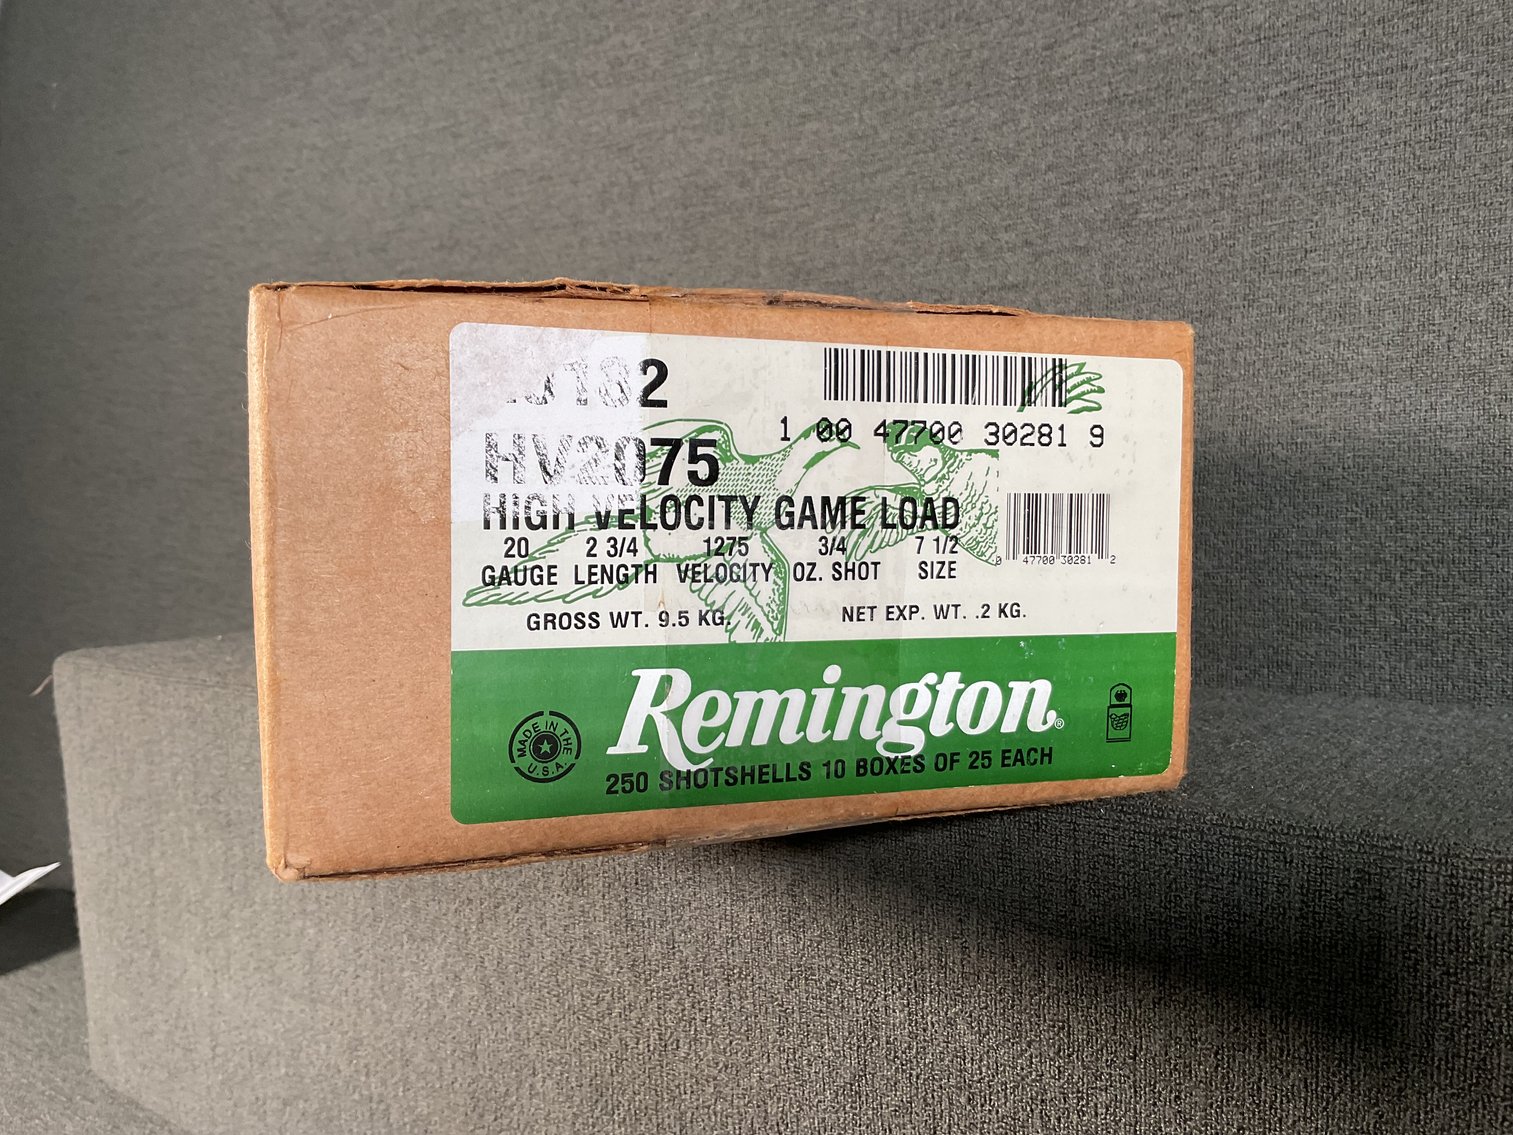 HV2075
1 00 47700 30281 9
HIGH VELOCITY GAME LOAD
20 2 3/4 1275 3/4 7 1/2
GAUGE LENGTH VELOCITY OZ. SHOT SIZE
0 47700 30281 2
GROSS WT. 9.5 KG. NET EXP. WT. .2 KG.
Remington®
MADE IN THE U.S.A.
250 SHOTSHELLS 10 BOXES OF 25 EACH